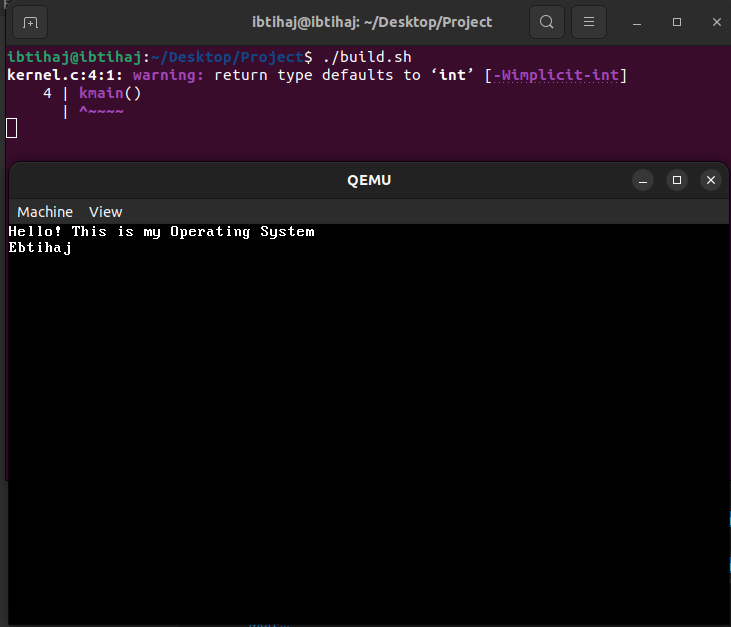 ibtihaj@ibtihaj: ~/Desktop/Project
ibtihaj@ibtihaj:~/Desktop/Project$ ./build.sh
kernel.c:4:1: warning: return type defaults to ‘int’ [-Wimplicit-int]
4 | kmain()
| ^~~~~
QEMU
Machine View
Hello! This is my Operating System
Ebtihaj